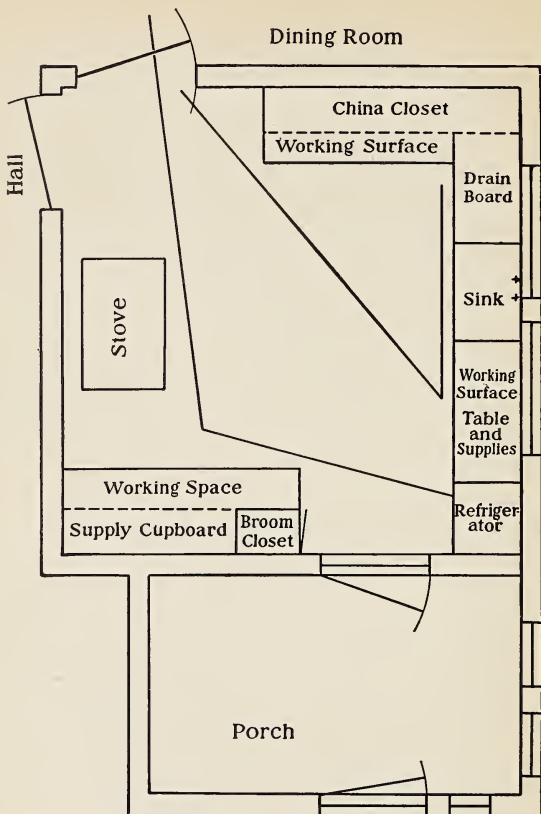 Dining Room
China Closet
Working Surface
Hall
Drain
Board
Sink
Stove
Working
Surface
Table
and
Supplies
Working Space
Supply Cupboard
Broom
Closet
Refriger-
ator
Porch